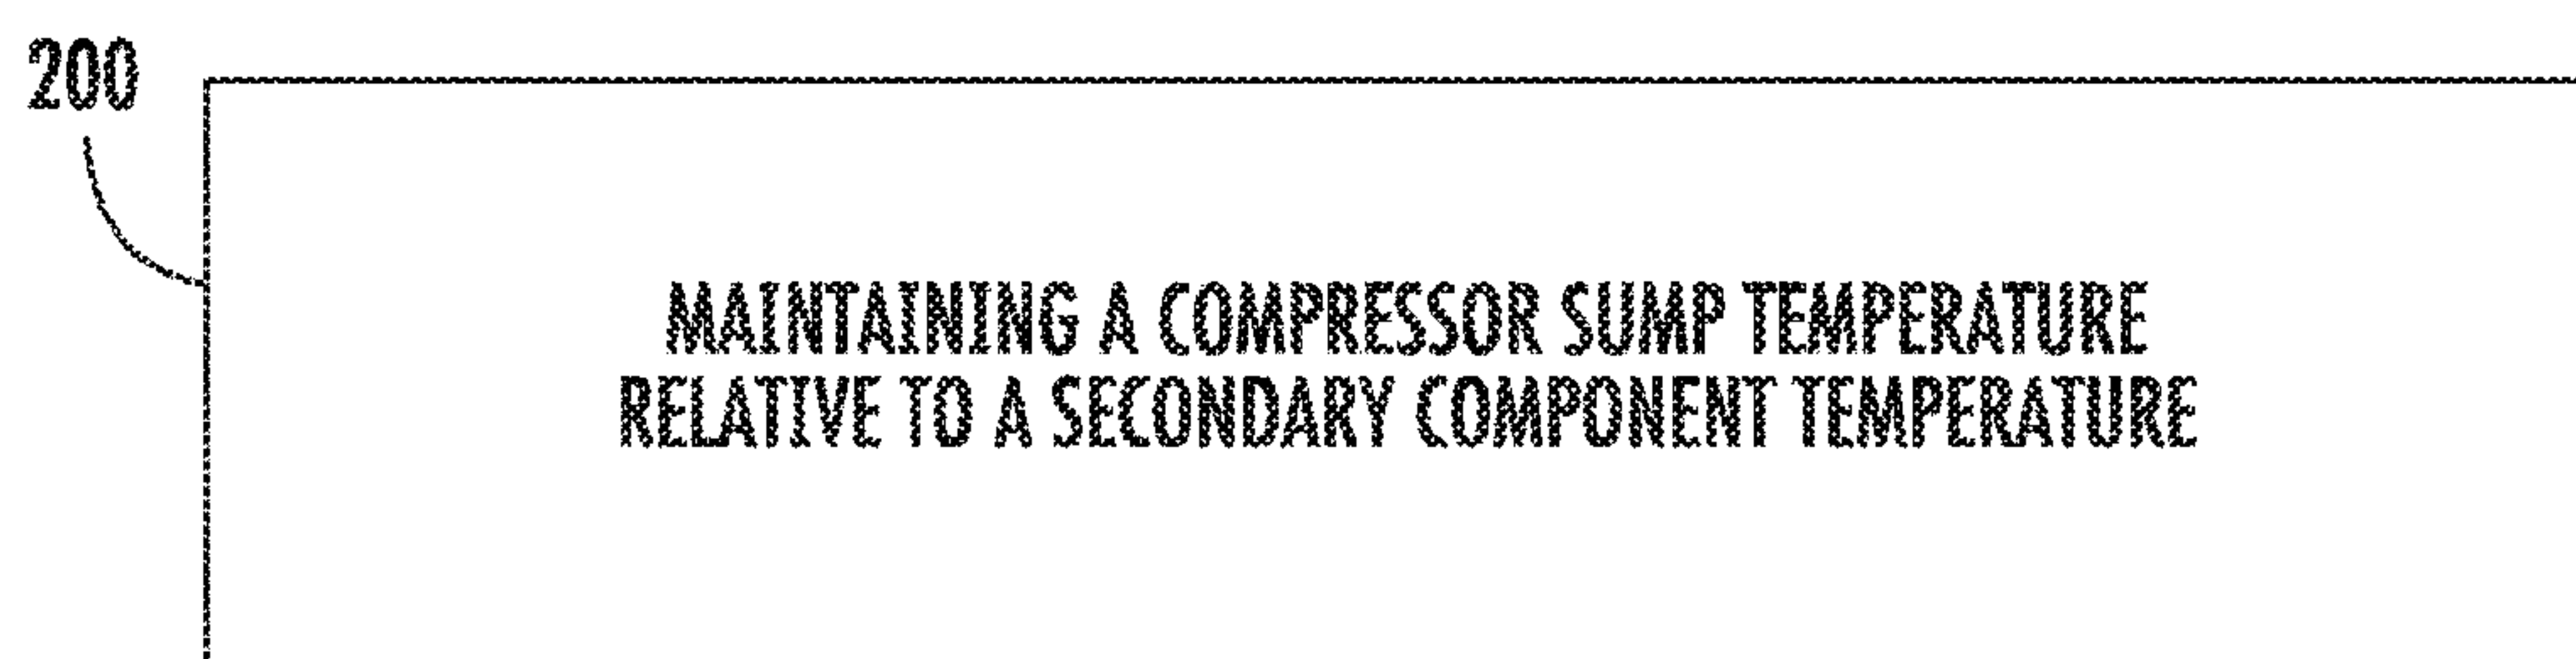 200
MAINTAINING A COMPRESSOR SUMP TEMPERATURE
RELATIVE TO A SECONDARY COMPONENT TEMPERATURE